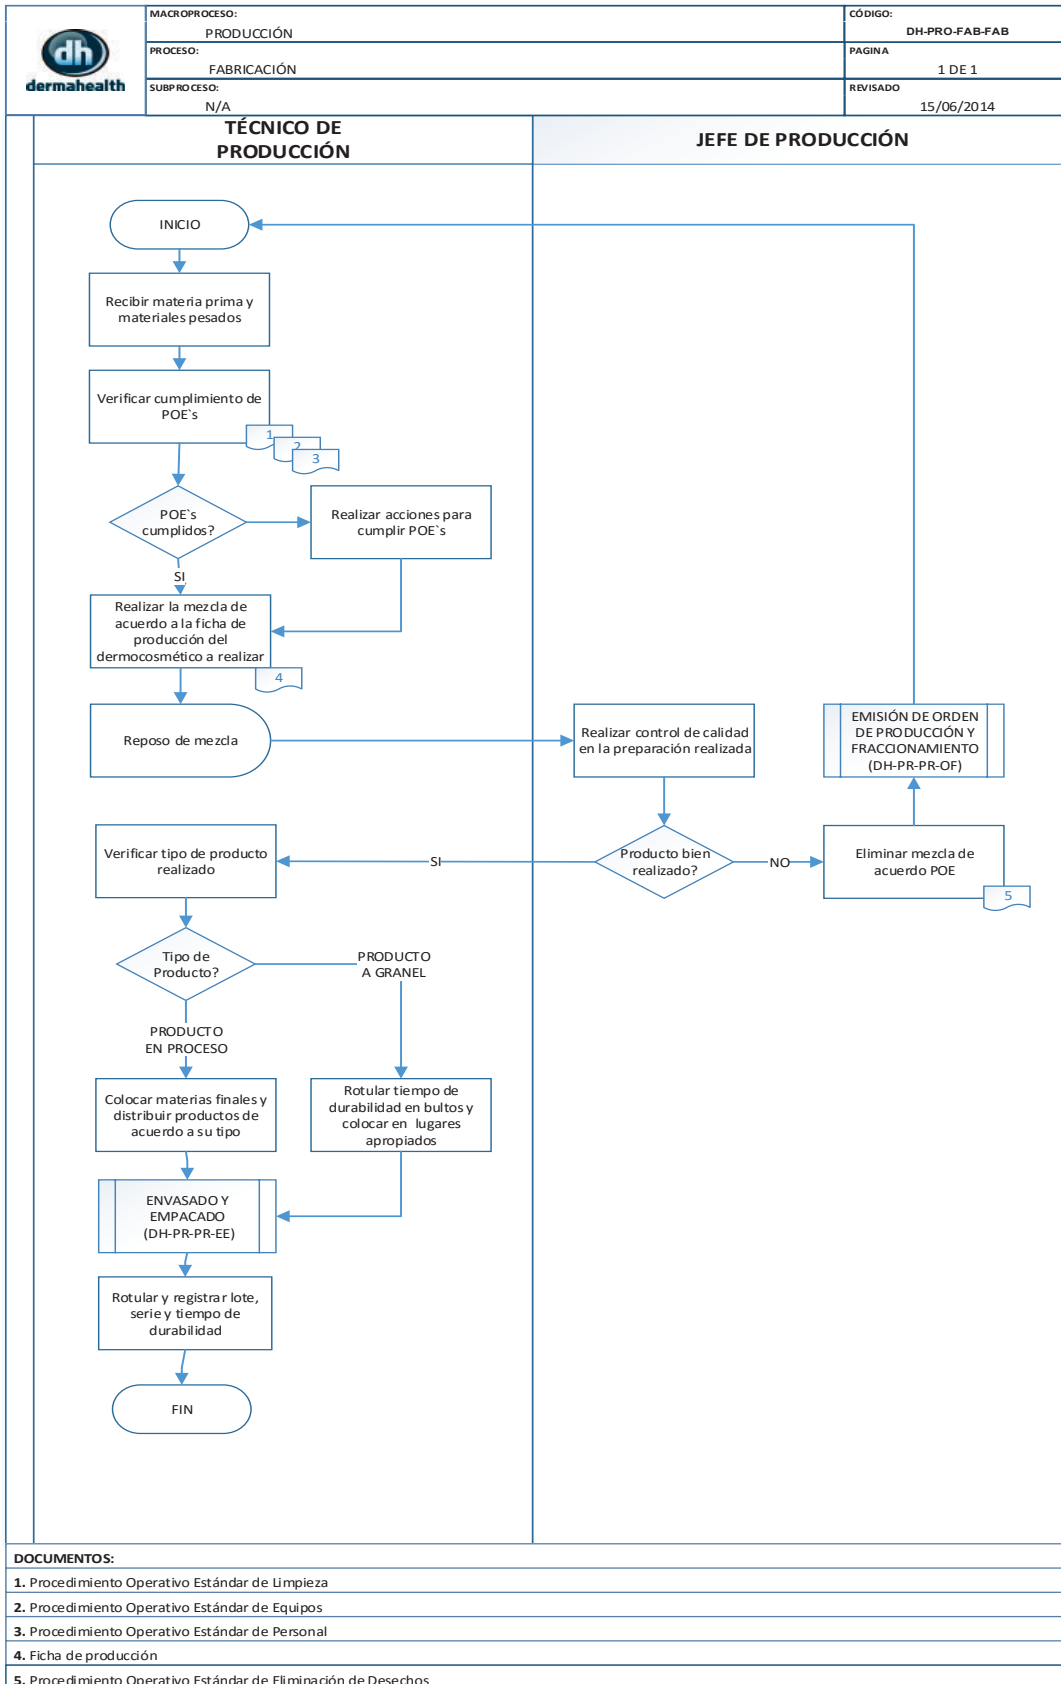 MACROPROCESO:
PRODUCCIÓN
CÓDIGO:
DH-PRO-FAB-FAB
PROCESO:
FABRICACIÓN
PAGINA
1 DE 1
SUBPROCESO:
N/A
REVISADO
15/06/2014
dh
dermahealth
TÉCNICO DE
PRODUCCIÓN
JEFE DE PRODUCCIÓN
INICIO
Recibir materia prima y
materiales pesados
Verificar cumplimiento de
POE`s
1
2
3
POE`s
cumplidos?
Realizar acciones para
cumplir POE`s
SI
Realizar la mezcla de
acuerdo a la ficha de
producción del
dermocosmético a realizar
4
Reposo de mezcla
Realizar control de calidad
en la preparación realizada
EMISIÓN DE ORDEN
DE PRODUCCIÓN Y
FRACCIONAMIENTO
(DH-PR-PR-OF)
Verificar tipo de producto
realizado
SI
Producto bien
realizado?
NO
Eliminar mezcla de
acuerdo POE
5
Tipo de
Producto?
PRODUCTO
A GRANEL
PRODUCTO
EN PROCESO
Colocar materias finales y
distribuir productos de
acuerdo a su tipo
Rotular tiempo de
durabilidad en bultos y
colocar en lugares
apropiados
ENVASADO Y
EMPACADO
(DH-PR-PR-EE)
Rotular y registrar lote,
serie y tiempo de
durabilidad
FIN
DOCUMENTOS:
1. Procedimiento Operativo Estándar de Limpieza
2. Procedimiento Operativo Estándar de Equipos
3. Procedimiento Operativo Estándar de Personal
4. Ficha de producción
5. Procedimiento Operativo Estándar de Eliminación de Desechos